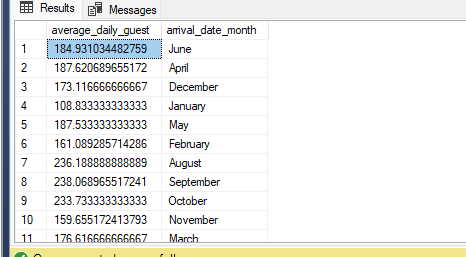 Results Messages
average_daily_guest arrival_date_month
1 184.931034482759 June
2 187.620689655172 April
3 173.116666666667 December
4 108.833333333333 January
5 187.533333333333 May
6 161.089285714286 February
7 236.188888888889 August
8 238.068965517241 September
9 233.733333333333 October
10 159.655172413793 November
11 176.616666666667 March